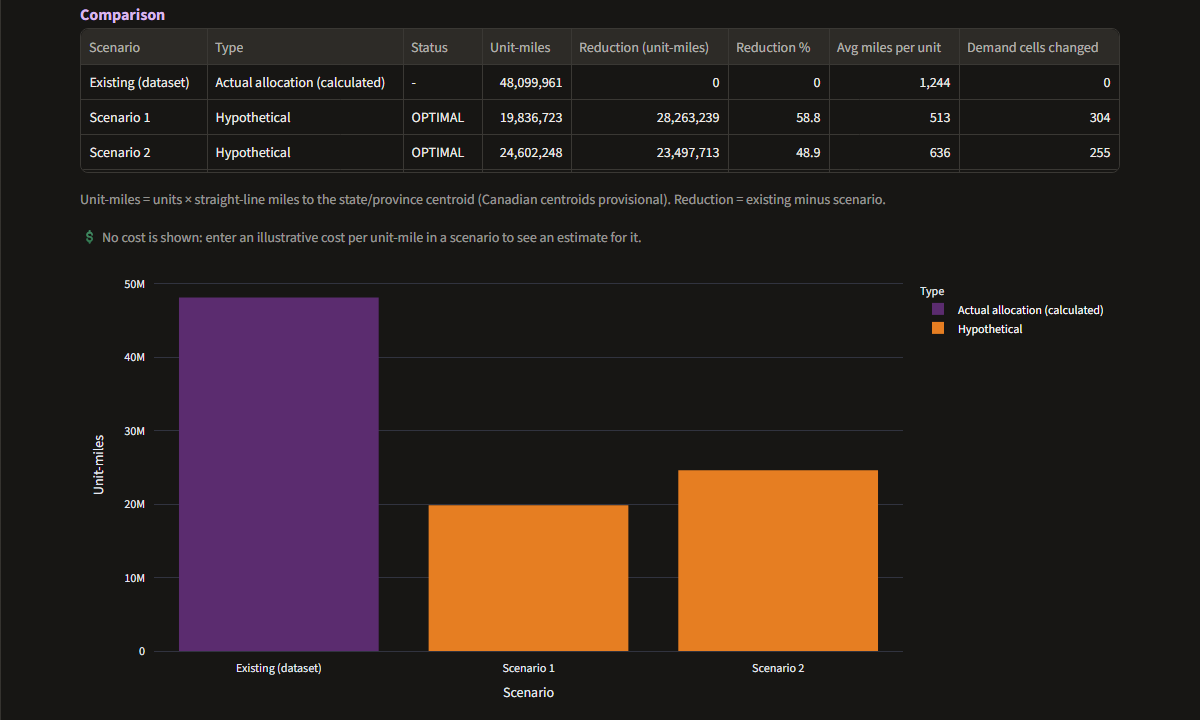 Comparison
Scenario Type Status Unit-miles Reduction (unit-miles) Reduction % Avg miles per unit Demand cells changed
Existing (dataset) Actual allocation (calculated) - 48,099,961 0 0 1,244 0
Scenario 1 Hypothetical OPTIMAL 19,836,723 28,263,239 58.8 513 304
Scenario 2 Hypothetical OPTIMAL 24,602,248 23,497,713 48.9 636 255
Unit-miles = units × straight-line miles to the state/province centroid (Canadian centroids provisional). Reduction = existing minus scenario.
$ No cost is shown: enter an illustrative cost per unit-mile in a scenario to see an estimate for it.
50M
40M
30M
20M
10M
0
Unit-miles
Existing (dataset) Scenario 1 Scenario 2
Scenario
Type
Actual allocation (calculated)
Hypothetical